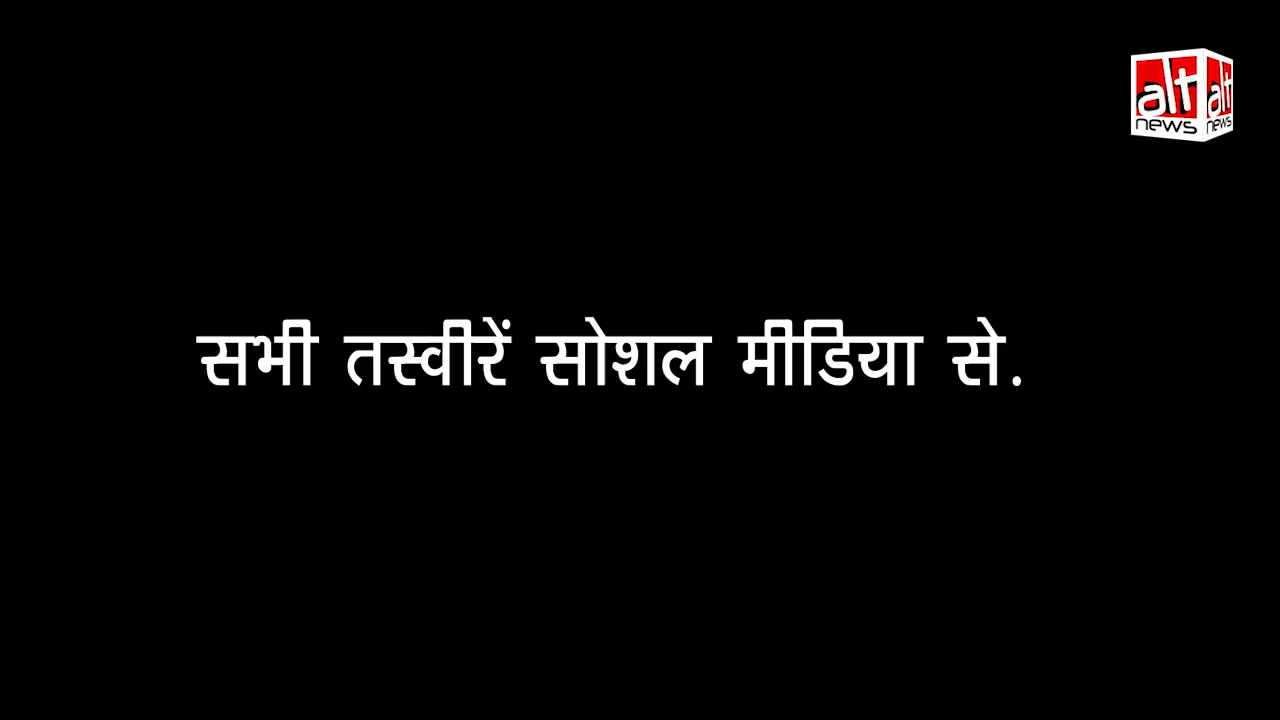 alt alt
news news
सभी तस्वीरें सोशल मीडिया से.